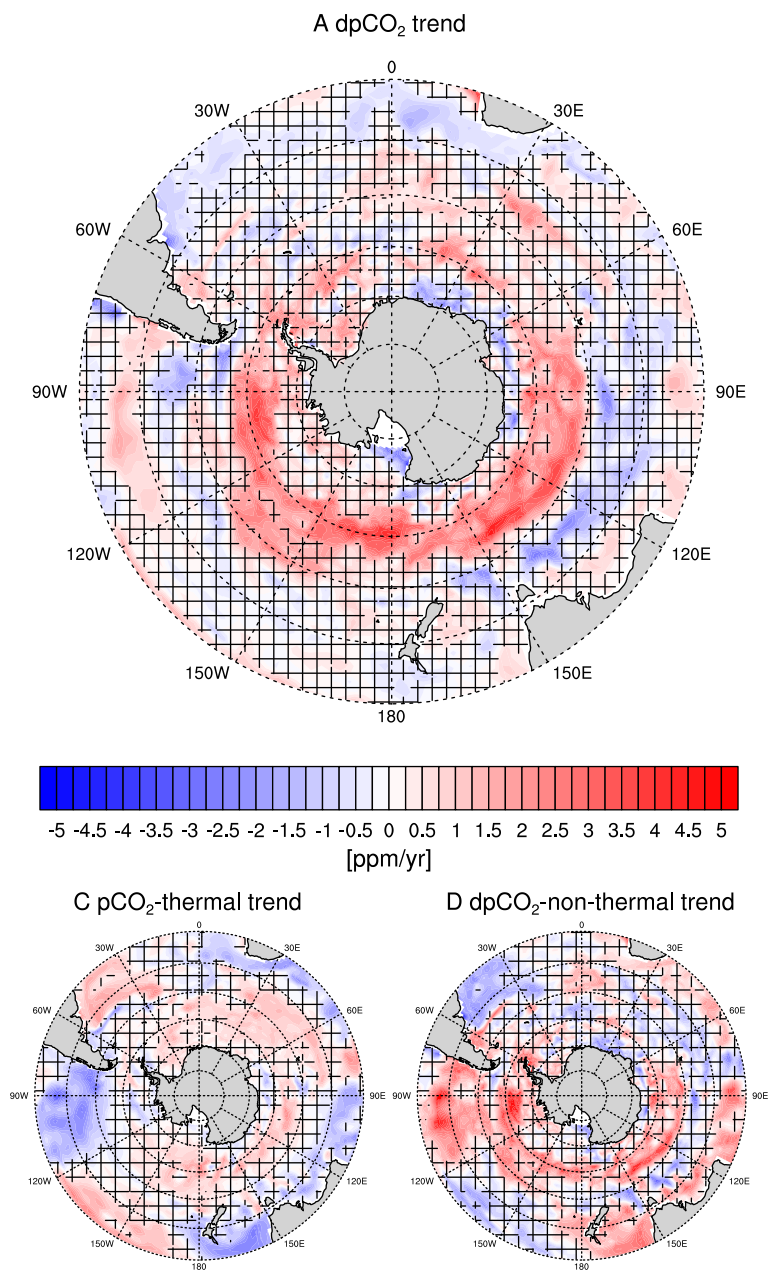 A dpCO₂ trend
0
30W 30E
60W 60E
90W 90E
120W 120E
150W 150E
180
-5 -4.5 -4 -3.5 -3 -2.5 -2 -1.5 -1 -0.5 0 0.5 1 1.5 2 2.5 3 3.5 4 4.5 5
[ppm/yr]
C pCO₂-thermal trend D dpCO₂-non-thermal trend
0 0
30W 30E 30W 30E
60W 60E 60W 60E
90W 90E 90W 90E
120W 120E 120W 120E
150W 150E 150W 150E
180 180